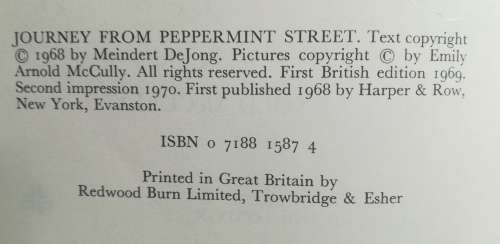 JOURNEY FROM PEPPERMINT STREET. Text copyright
© 1968 by Meindert DeJong. Pictures copyright © by Emily
Arnold McCully. All rights reserved. First British edition 1969.
Second impression 1970. First published 1968 by Harper & Row,
New York, Evanston.
ISBN 0 7188 1587 4
Printed in Great Britain by
Redwood Burn Limited, Trowbridge & Esher